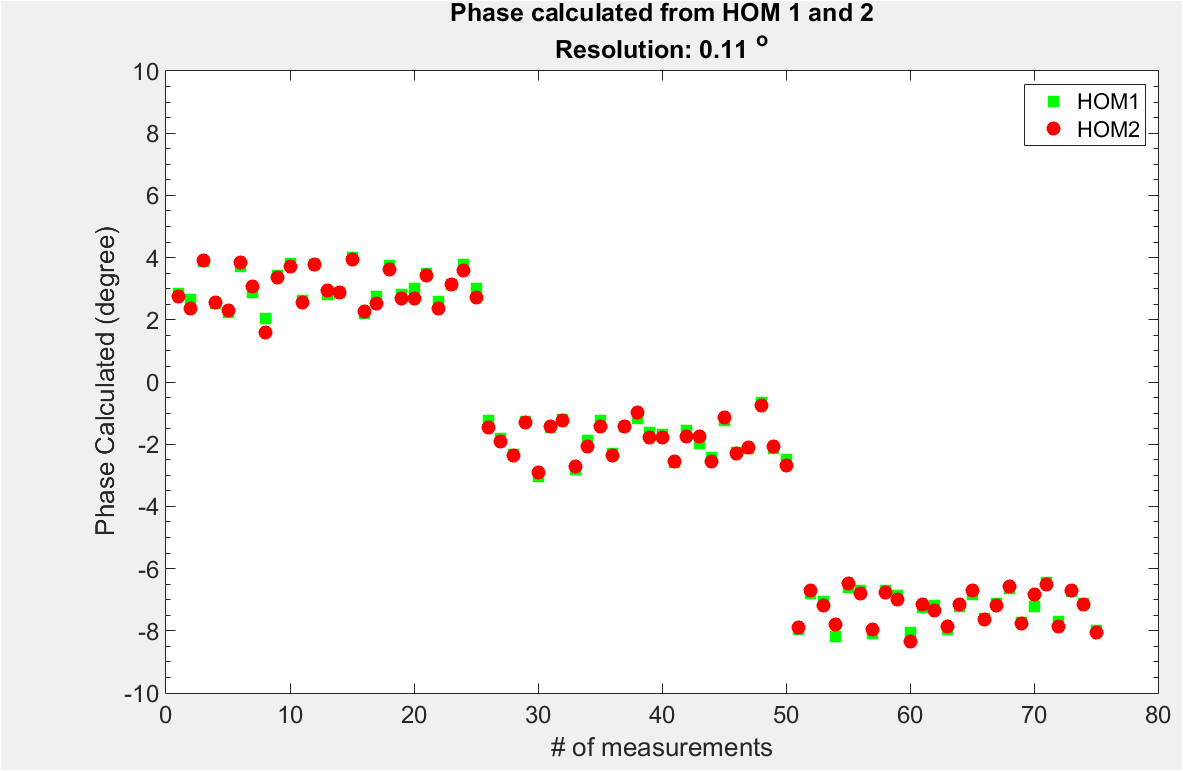 Phase calculated from HOM 1 and 2
Resolution: 0.11 o
HOM1
HOM2
Phase Calculated (degree)
10
8
6
4
2
0
-2
-4
-6
-8
-10
0 10 20 30 40 50 60 70 80
# of measurements